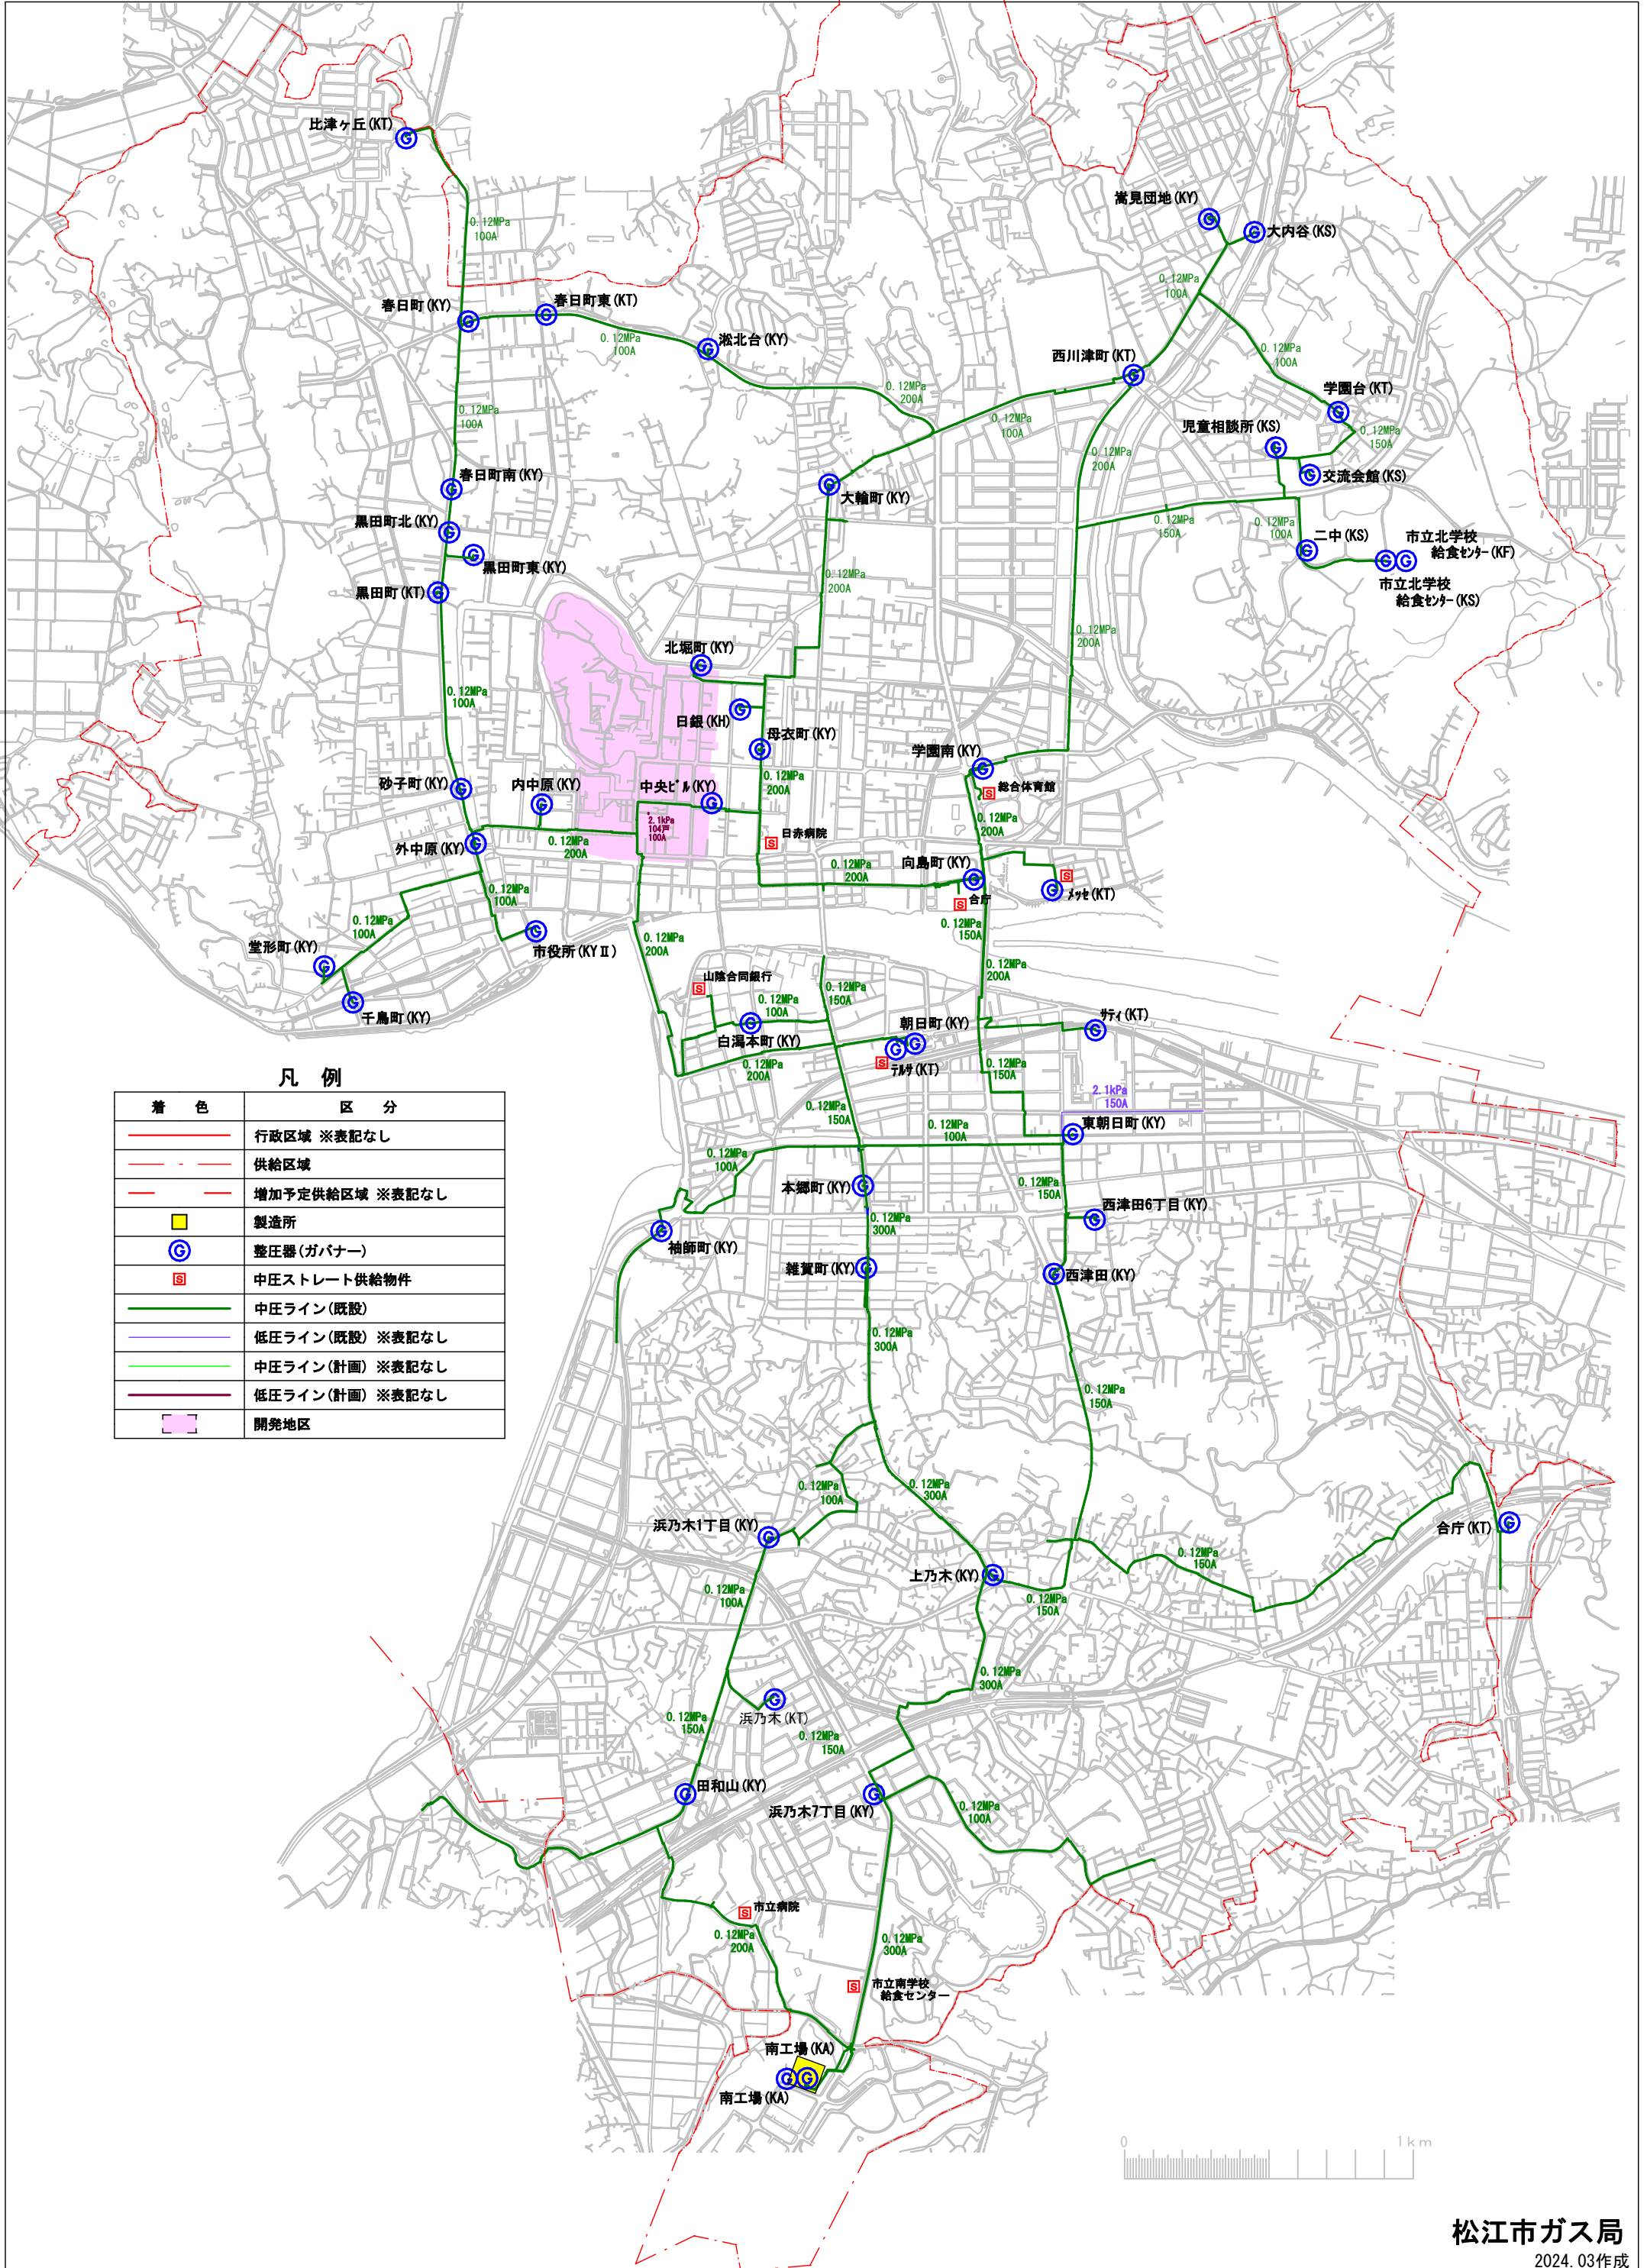 比津ヶ丘(KT)
嵩見団地(KY)
大内谷(KS)
0.12MPa
100A
0.12MPa
100A
春日町(KY)
春日町東(KT)
0.12MPa
100A
淞北台(KY)
西川津町(KT)
0.12MPa
100A
学園台(KT)
0.12MPa
200A
0.12MPa
100A
0.12MPa
100A
児童相談所(KS)
0.12MPa
150A
0.12MPa
200A
春日町南(KY)
交流会館(KS)
大輪町(KY)
黒田町北(KY)
0.12MPa
150A
0.12MPa
100A
二中(KS)
市立北学校
給食センター(KF)
黒田町東(KY)
黒田町(KT)
市立北学校
給食センター(KS)
0.12MPa
200A
0.12MPa
200A
北堀町(KY)
0.12MPa
100A
日銀(KH)
母衣町(KY)
学園南(KY)
砂子町(KY)
内中原(KY)
中央ビル(KY)
0.12MPa
200A
総合体育館
2.1kPa
104戸
100A
0.12MPa
200A
日赤病院
外中原(KY)
0.12MPa
200A
0.12MPa
200A
向島町(KY)
メッセ(KT)
合庁
0.12MPa
100A
0.12MPa
100A
0.12MPa
150A
堂形町(KY)
市役所(KYⅡ)
0.12MPa
200A
0.12MPa
200A
千鳥町(KY)
山陰合同銀行
0.12MPa
150A
0.12MPa
100A
サティ(KT)
朝日町(KY)
白潟本町(KY)
テルサ(KT)
0.12MPa
200A
0.12MPa
150A
2.1kPa
150A
0.12MPa
150A
東朝日町(KY)
0.12MPa
100A
0.12MPa
100A
本郷町(KY)
0.12MPa
150A
西津田6丁目(KY)
0.12MPa
300A
袖師町(KY)
雑賀町(KY)
西津田(KY)
0.12MPa
300A
0.12MPa
150A
凡 例
着 色
区 分
行政区域 ※表記なし
供給区域
増加予定供給区域 ※表記なし
製造所
整圧器(ガバナー)
中圧ストレート供給物件
中圧ライン(既設)
低圧ライン(既設) ※表記なし
中圧ライン(計画) ※表記なし
低圧ライン(計画) ※表記なし
開発地区
0.12MPa
100A
0.12MPa
300A
浜乃木1丁目(KY)
合庁(KT)
0.12MPa
150A
上乃木(KY)
0.12MPa
100A
0.12MPa
150A
0.12MPa
300A
浜乃木(KT)
0.12MPa
150A
0.12MPa
150A
田和山(KY)
浜乃木7丁目(KY)
0.12MPa
100A
市立病院
0.12MPa
200A
0.12MPa
300A
市立南学校
給食センター
南工場(KA)
南工場(KA)
0
1km
松江市ガス局
2024.03作成